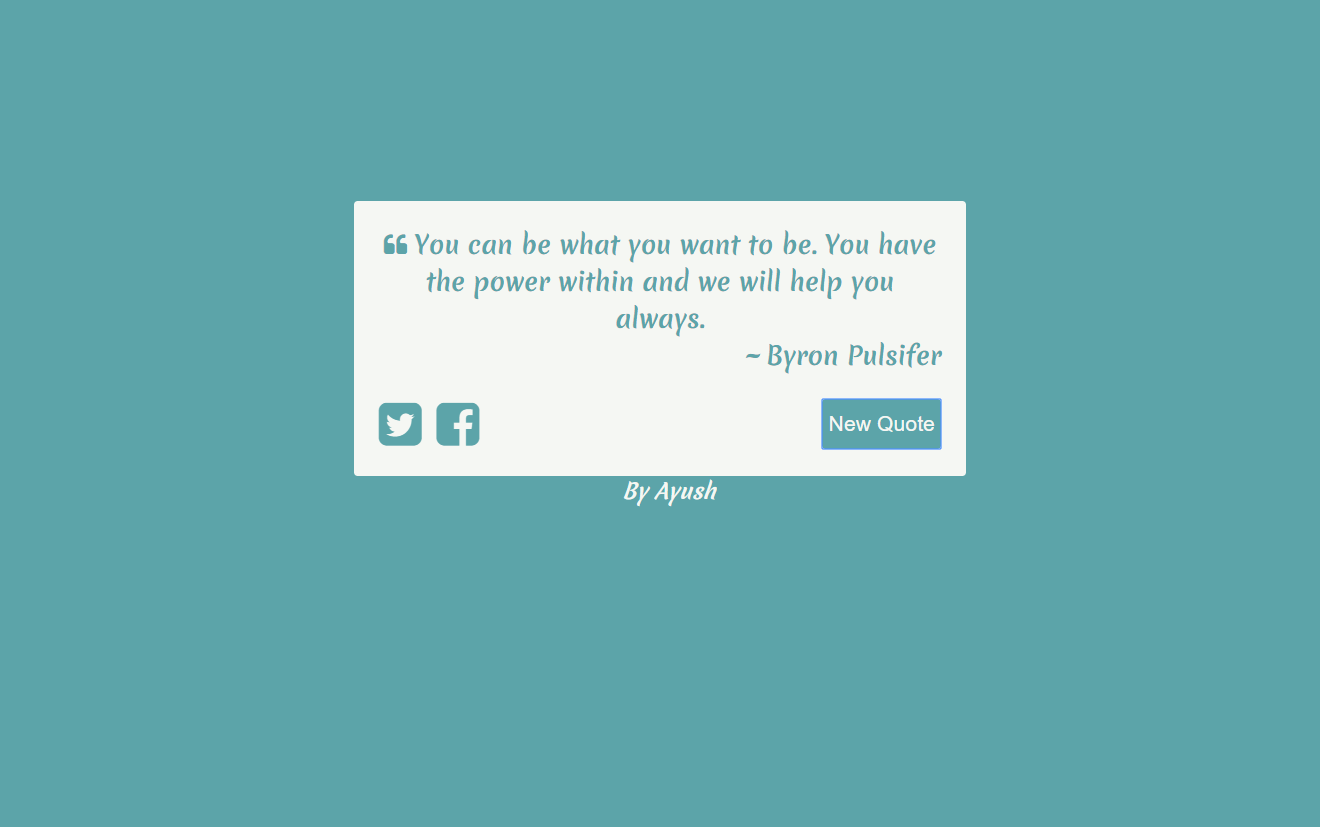 “ You can be what you want to be. You have
the power within and we will help you
always.
~ Byron Pulsifer
New Quote
By Ayush